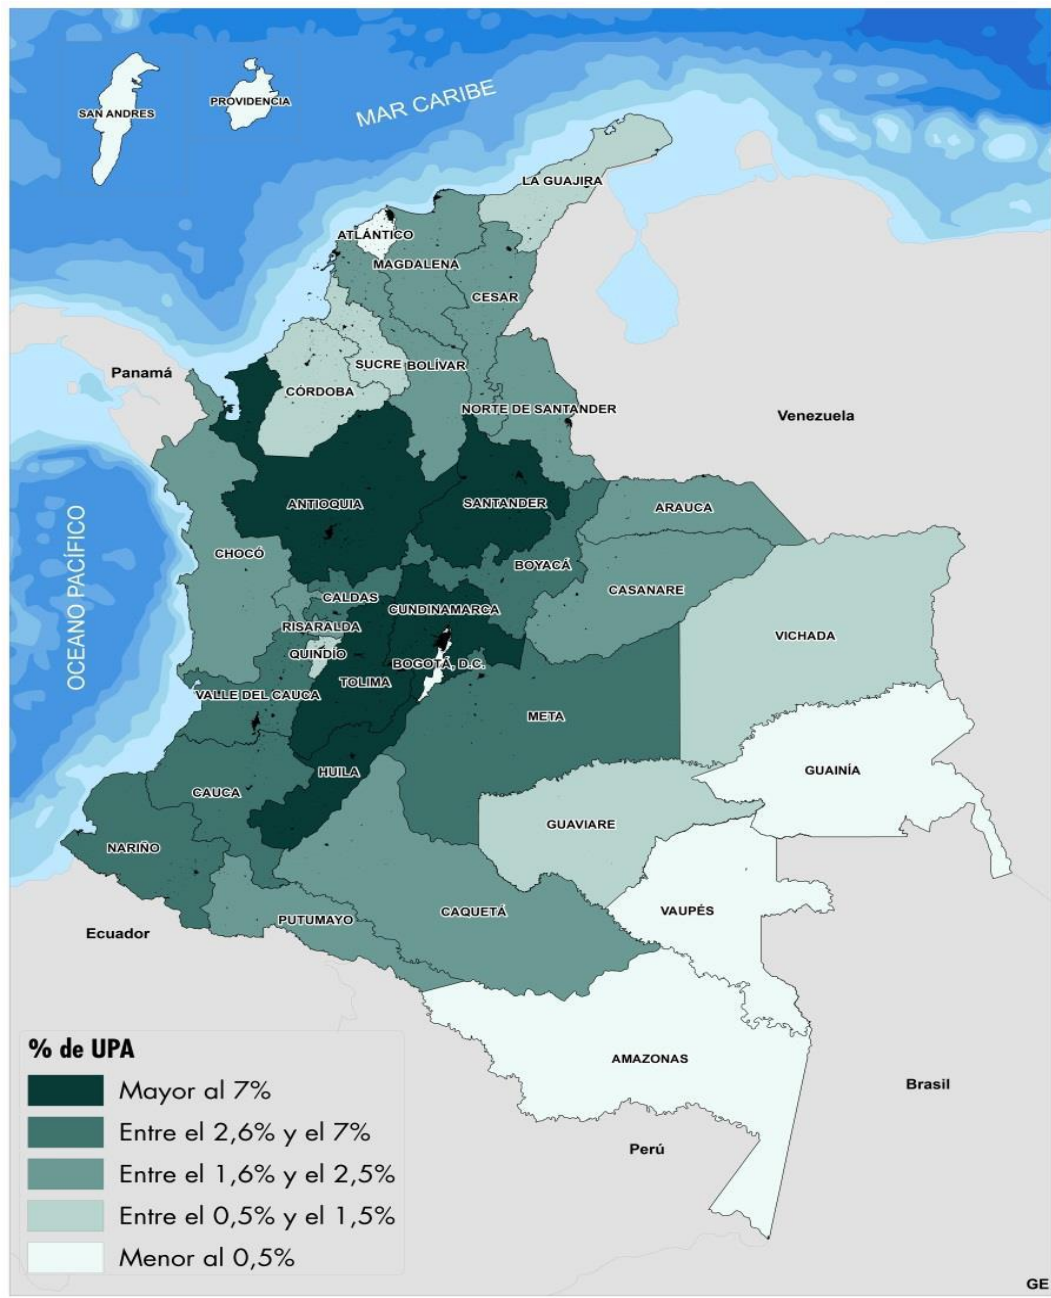 MAR CARIBE
SAN ANDRES
PROVIDENCIA
LA GUAJIRA
ATLÁNTICO
MAGDALENA
CESAR
SUCRE
BOLÍVAR
Panamá
CÓRDOBA
NORTE DE SANTANDER
Venezuela
ANTIOQUIA
SANTANDER
ARAUCA
OCEANO PACÍFICO
CHOCÓ
BOYACÁ
CASANARE
CALDAS
CUNDINAMARCA
RISARALDA
VICHADA
QUINDÍO
BOGOTÁ, D.C.
TOLIMA
VALLE DEL CAUCA
META
HUILA
GUAINÍA
CAUCA
GUAVIARE
NARIÑO
CAQUETÁ
VAUPÉS
PUTUMAYO
Ecuador
AMAZONAS
Brasil
Perú
% de UPA
Mayor al 7%
Entre el 2,6% y el 7%
Entre el 1,6% y el 2,5%
Entre el 0,5% y el 1,5%
Menor al 0,5%
GE